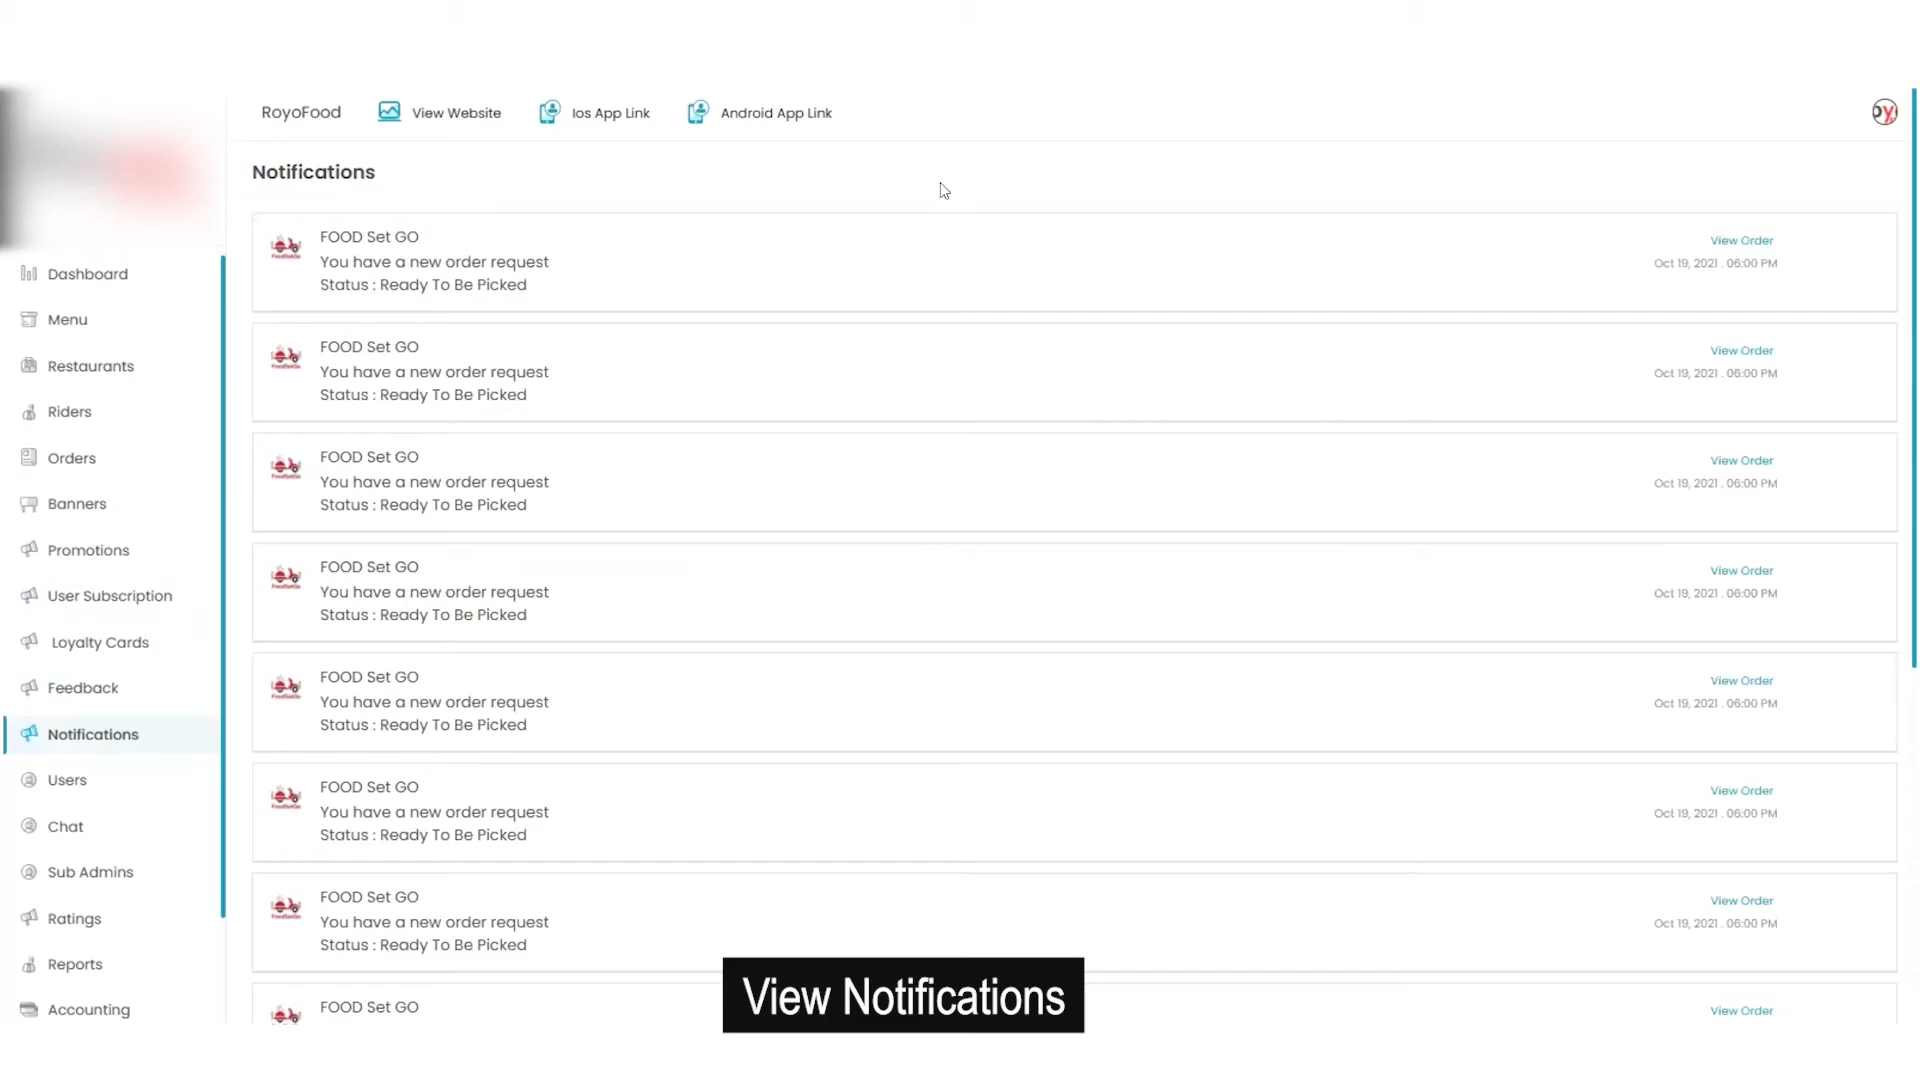 RoyoFood View Website Ios App Link Android App Link
Notifications
Dashboard
Menu
Restaurants
Riders
Orders
Banners
Promotions
User Subscription
Loyalty Cards
Feedback
Notifications
Users
Chat
Sub Admins
Ratings
Reports
Accounting
FOOD Set GO
You have a new order request
Status : Ready To Be Picked
View Order
Oct 19, 2021 . 06:00 PM
FOOD Set GO
You have a new order request
Status : Ready To Be Picked
View Order
Oct 19, 2021 . 06:00 PM
FOOD Set GO
You have a new order request
Status : Ready To Be Picked
View Order
Oct 19, 2021 . 06:00 PM
FOOD Set GO
You have a new order request
Status : Ready To Be Picked
View Order
Oct 19, 2021 . 06:00 PM
FOOD Set GO
You have a new order request
Status : Ready To Be Picked
View Order
Oct 19, 2021 . 06:00 PM
FOOD Set GO
You have a new order request
Status : Ready To Be Picked
View Order
Oct 19, 2021 . 06:00 PM
FOOD Set GO
You have a new order request
Status : Ready To Be Picked
View Order
Oct 19, 2021 . 06:00 PM
FOOD Set GO
View Order
View Notifications